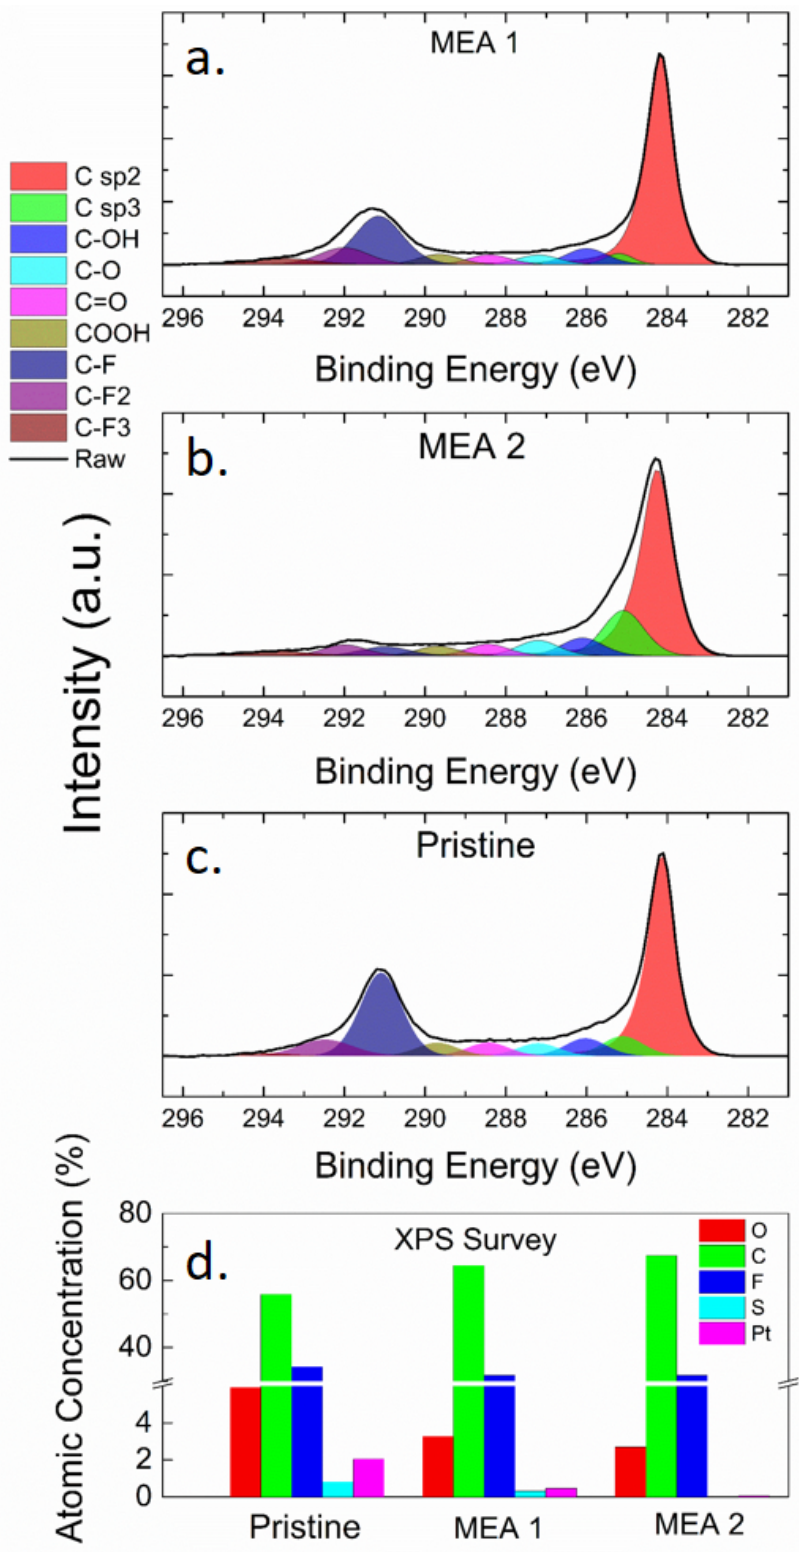 a.
MEA 1
C sp2
C sp3
C-OH
C-O
C=O
COOH
C-F
C-F2
C-F3
Raw
296 294 292 290 288 286 284 282
Binding Energy (eV)
b.
MEA 2
296 294 292 290 288 286 284 282
Binding Energy (eV)
Intensity (a.u.)
c.
Pristine
296 294 292 290 288 286 284 282
Binding Energy (eV)
d.
XPS Survey
O
C
F
S
Pt
80
60
40
4
2
0
Atomic Concentration (%)
Pristine MEA 1 MEA 2